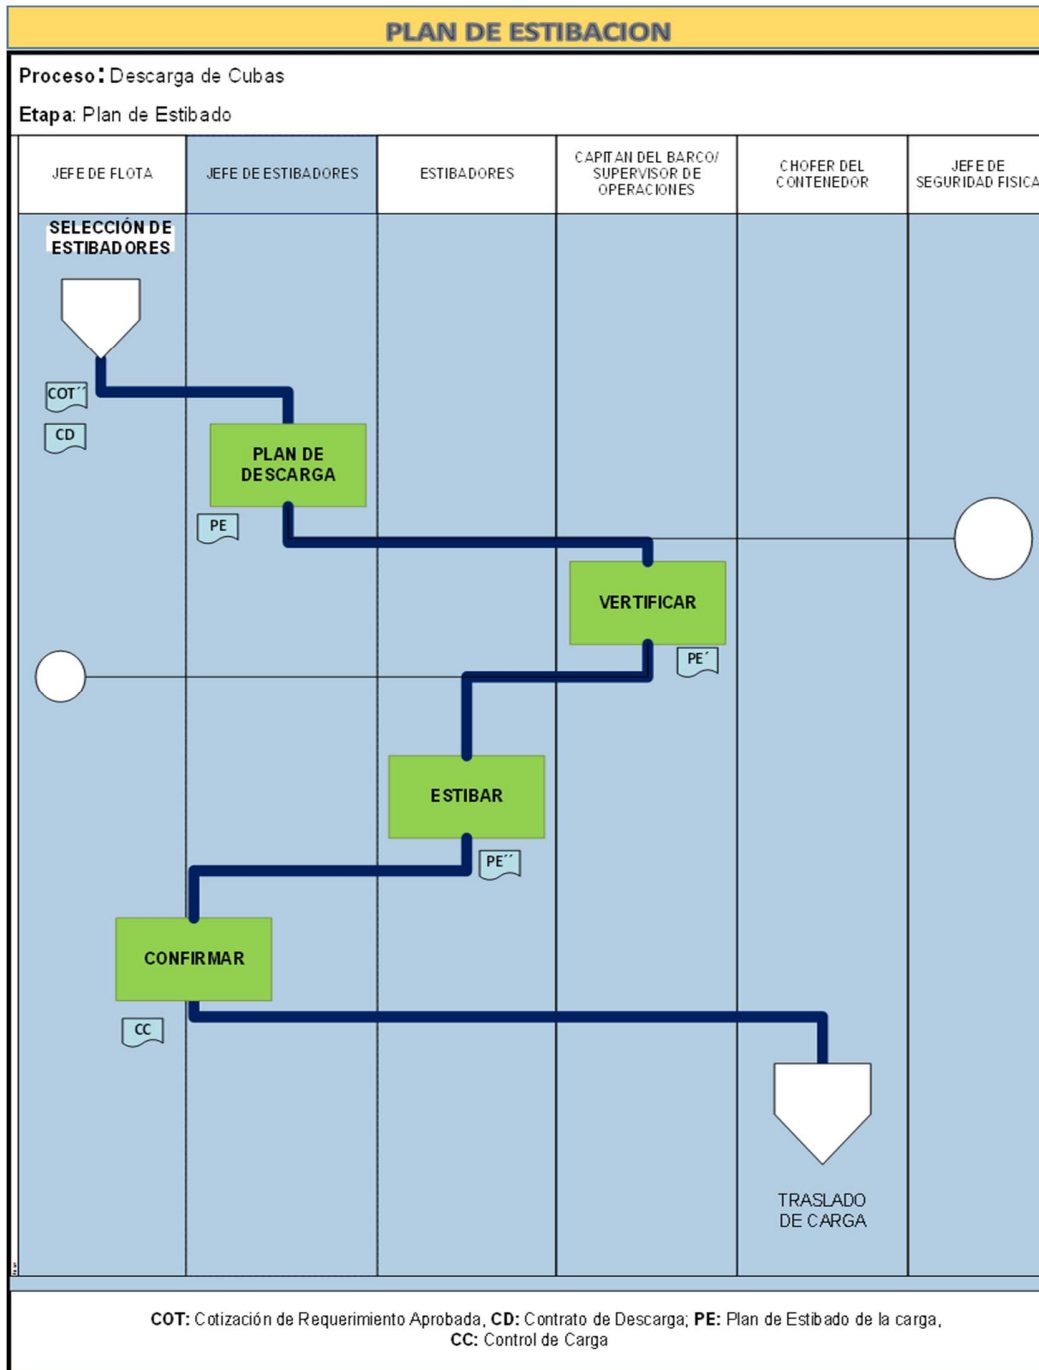 PLAN DE ESTIBACION
Proceso: Descarga de Cubas
Etapa: Plan de Estibado
JEFE DE FLOTA
JEFE DE ESTIBADORES
ESTIBADORES
CAPITAN DEL BARCO/
SUPERVISOR DE
OPERACIONES
CHOFER DEL
CONTENEDOR
JEFE DE
SEGURIDAD FISICA
SELECCIÓN DE
ESTIBADORES
COT´´
CD
PLAN DE
DESCARGA
PE
VERTIFICAR
PE´
ESTIBAR
PE´´
CONFIRMAR
CC
TRASLADO
DE CARGA
COT: Cotización de Requerimiento Aprobada, CD: Contrato de Descarga; PE: Plan de Estibado de la carga,
CC: Control de Carga